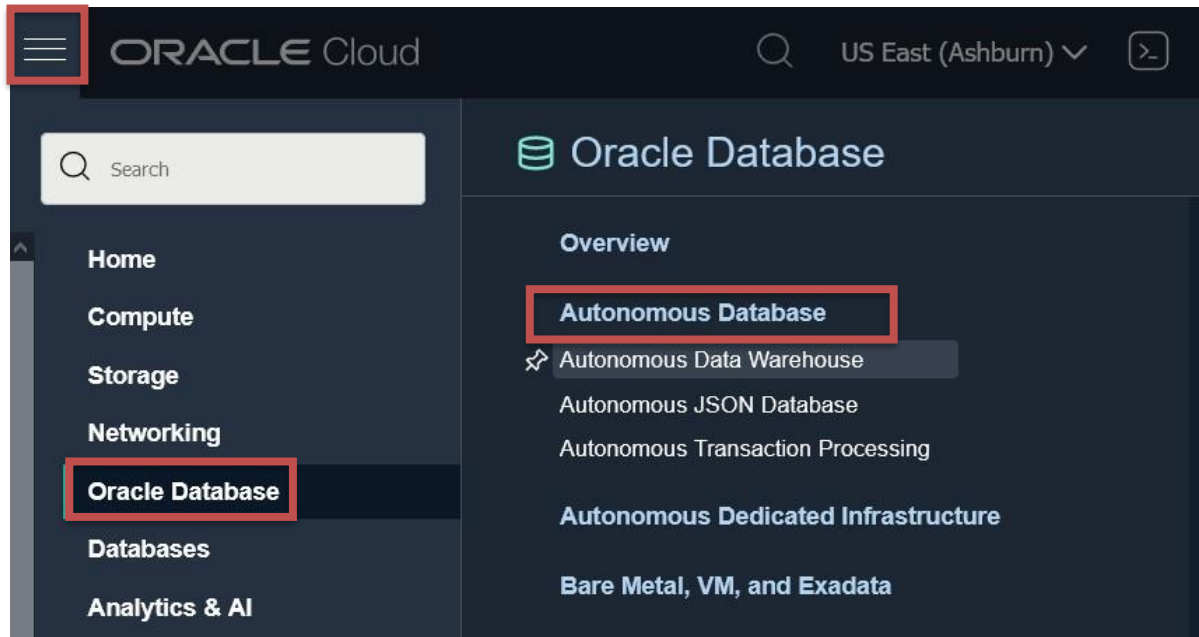 ORACLE Cloud
US East (Ashburn)
Search
Home
Compute
Storage
Networking
Oracle Database
Databases
Analytics & AI
Oracle Database
Overview
Autonomous Database
Autonomous Data Warehouse
Autonomous JSON Database
Autonomous Transaction Processing
Autonomous Dedicated Infrastructure
Bare Metal, VM, and Exadata